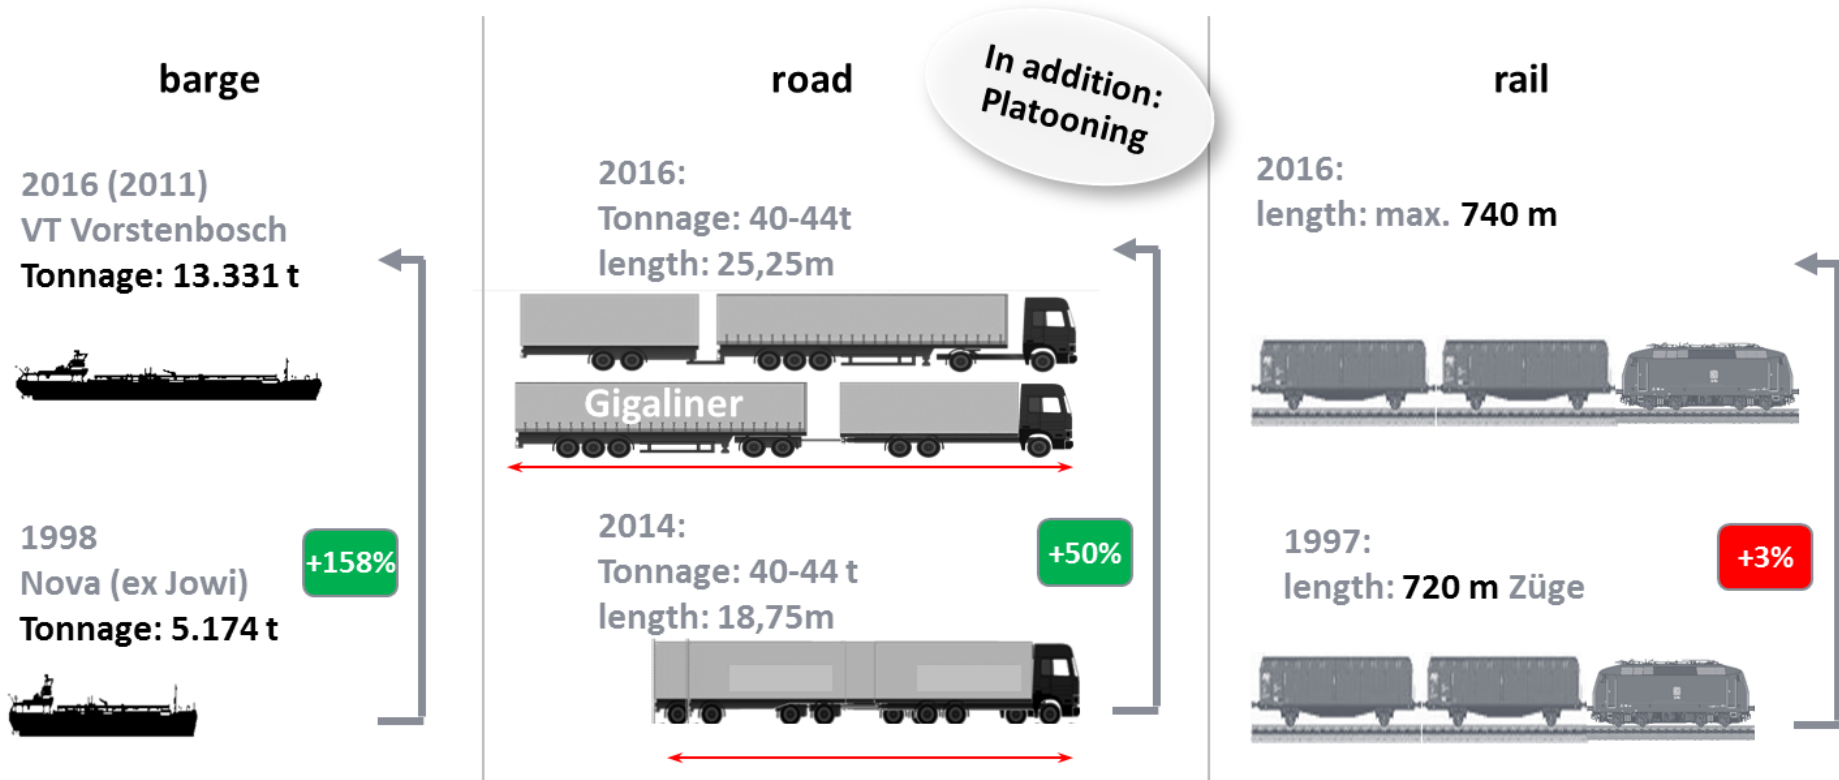 barge
2016 (2011)
VT Vorstenbosch
Tonnage: 13.331 t
1998
Nova (ex Jowi)
Tonnage: 5.174 t
+158%
road
In addition:
Platooning
2016:
Tonnage: 40-44t
length: 25,25m
Gigaliner
2014:
Tonnage: 40-44 t
length: 18,75m
+50%
rail
2016:
length: max. 740 m
1997:
length: 720 m Züge
+3%